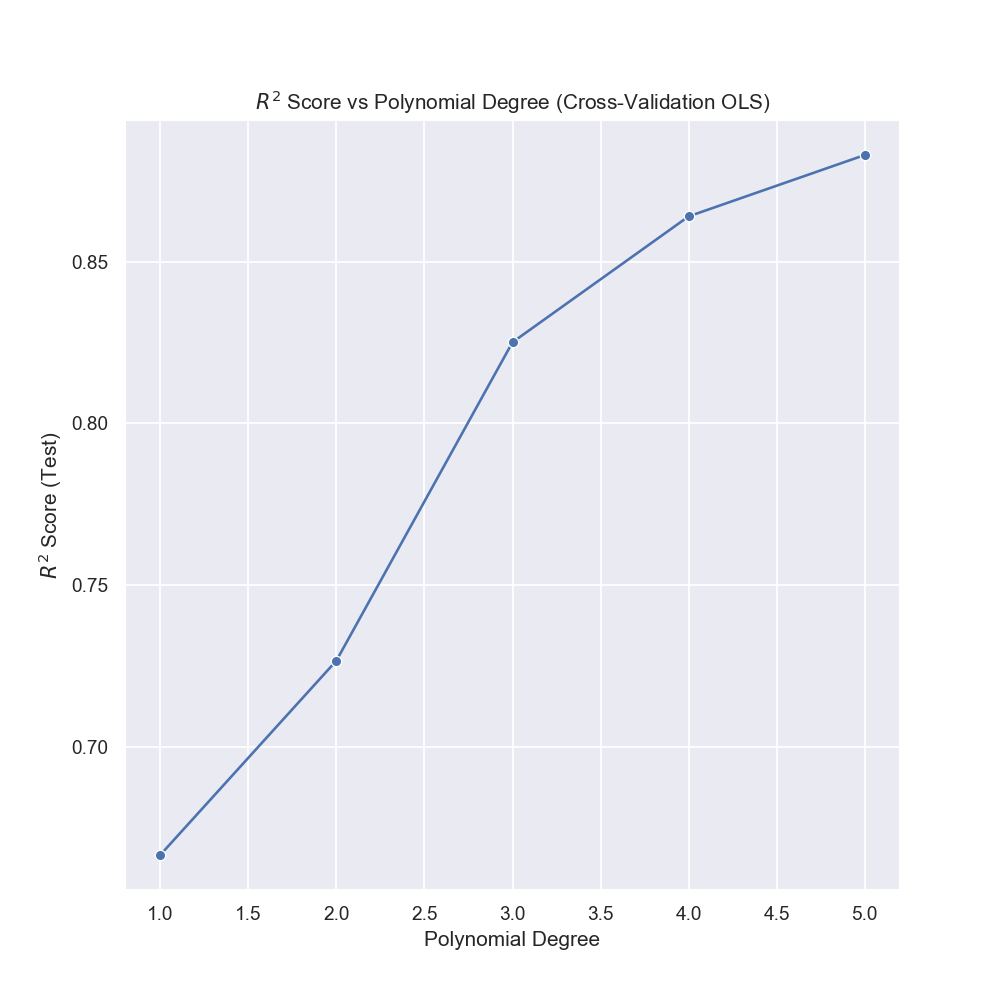 R² Score vs Polynomial Degree (Cross-Validation OLS)
R² Score (Test)
0.85
0.80
0.75
0.70
1.0 1.5 2.0 2.5 3.0 3.5 4.0 4.5 5.0
Polynomial Degree